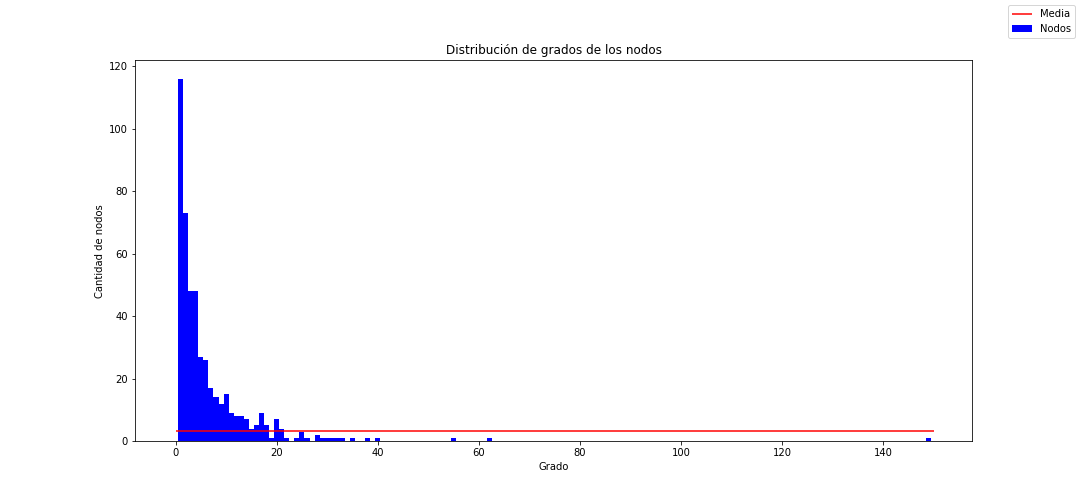 Media
Nodos
Distribución de grados de los nodos
120
100
80
60
40
20
0
Cantidad de nodos
0 20 40 60 80 100 120 140
Grado